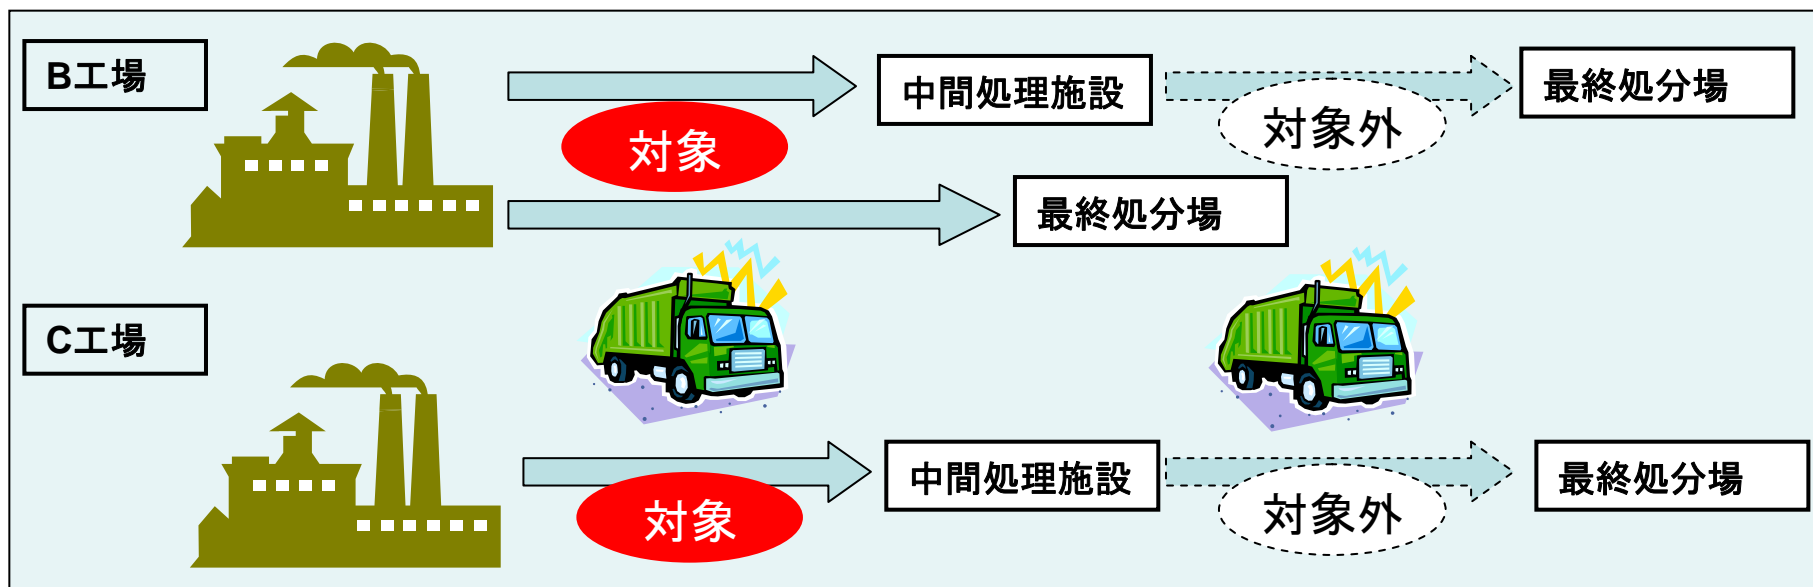 B工場
中間処理施設
最終処分場
対象
対象外
最終処分場
C工場
中間処理施設
最終処分場
対象
対象外